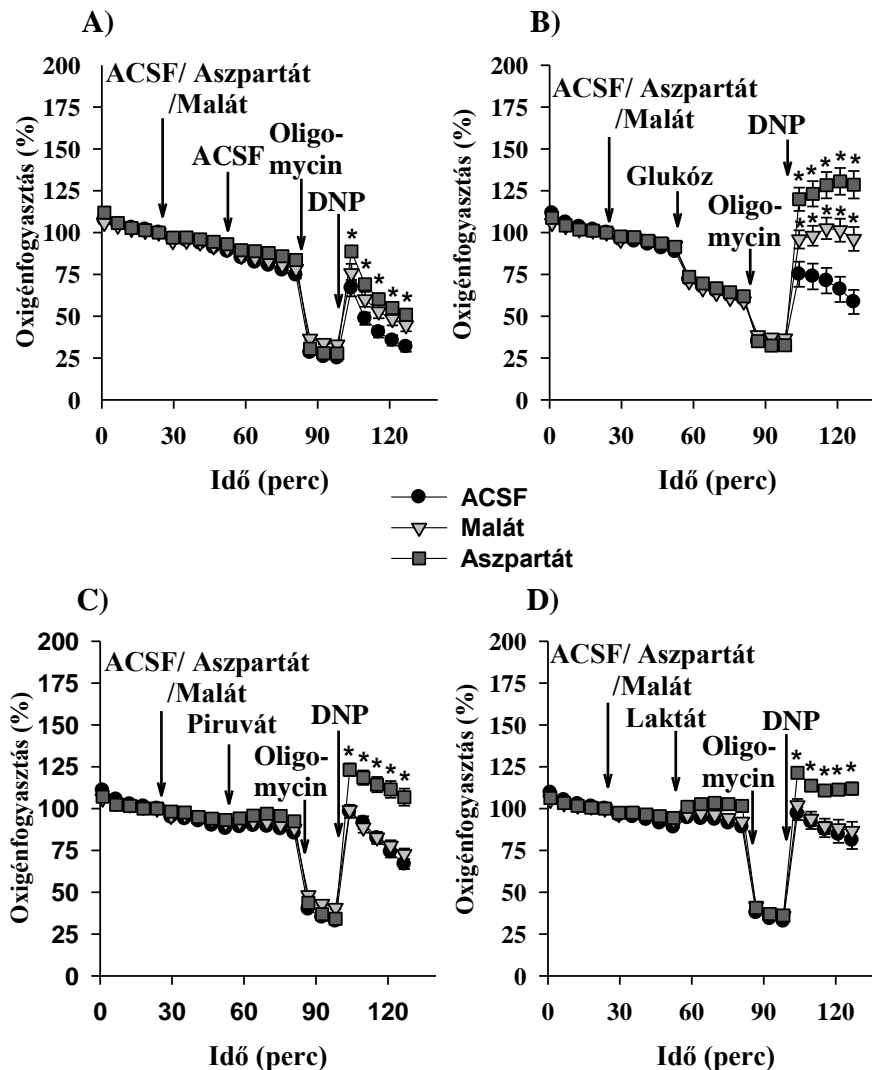 A)
Oxigénfogyasztás (%)
200
175
150
125
100
75
50
25
0
ACSF/ Aszpartát
/Malát
ACSF
Oligo-
mycin
DNP
*
* * * *
0 30 60 90 120
Idő (perc)
B)
Oxigénfogyasztás (%)
200
175
150
125
100
75
50
25
0
ACSF/ Aszpartát
/Malát
Glukóz
Oligo-
mycin
DNP
* * * * *
* * * * *
0 30 60 90 120
Idő (perc)
ACSF
Malát
Aszpartát
C)
Oxigénfogyasztás (%)
200
175
150
125
100
75
50
25
0
ACSF/ Aszpartát
/Malát
Piruvát
Oligo-
mycin
DNP
* * * * *
0 30 60 90 120
Idő (perc)
D)
Oxigénfogyasztás (%)
200
175
150
125
100
75
50
25
0
ACSF/ Aszpartát
/Malát
Laktát
Oligo-
mycin
DNP
* * * * *
0 30 60 90 120
Idő (perc)